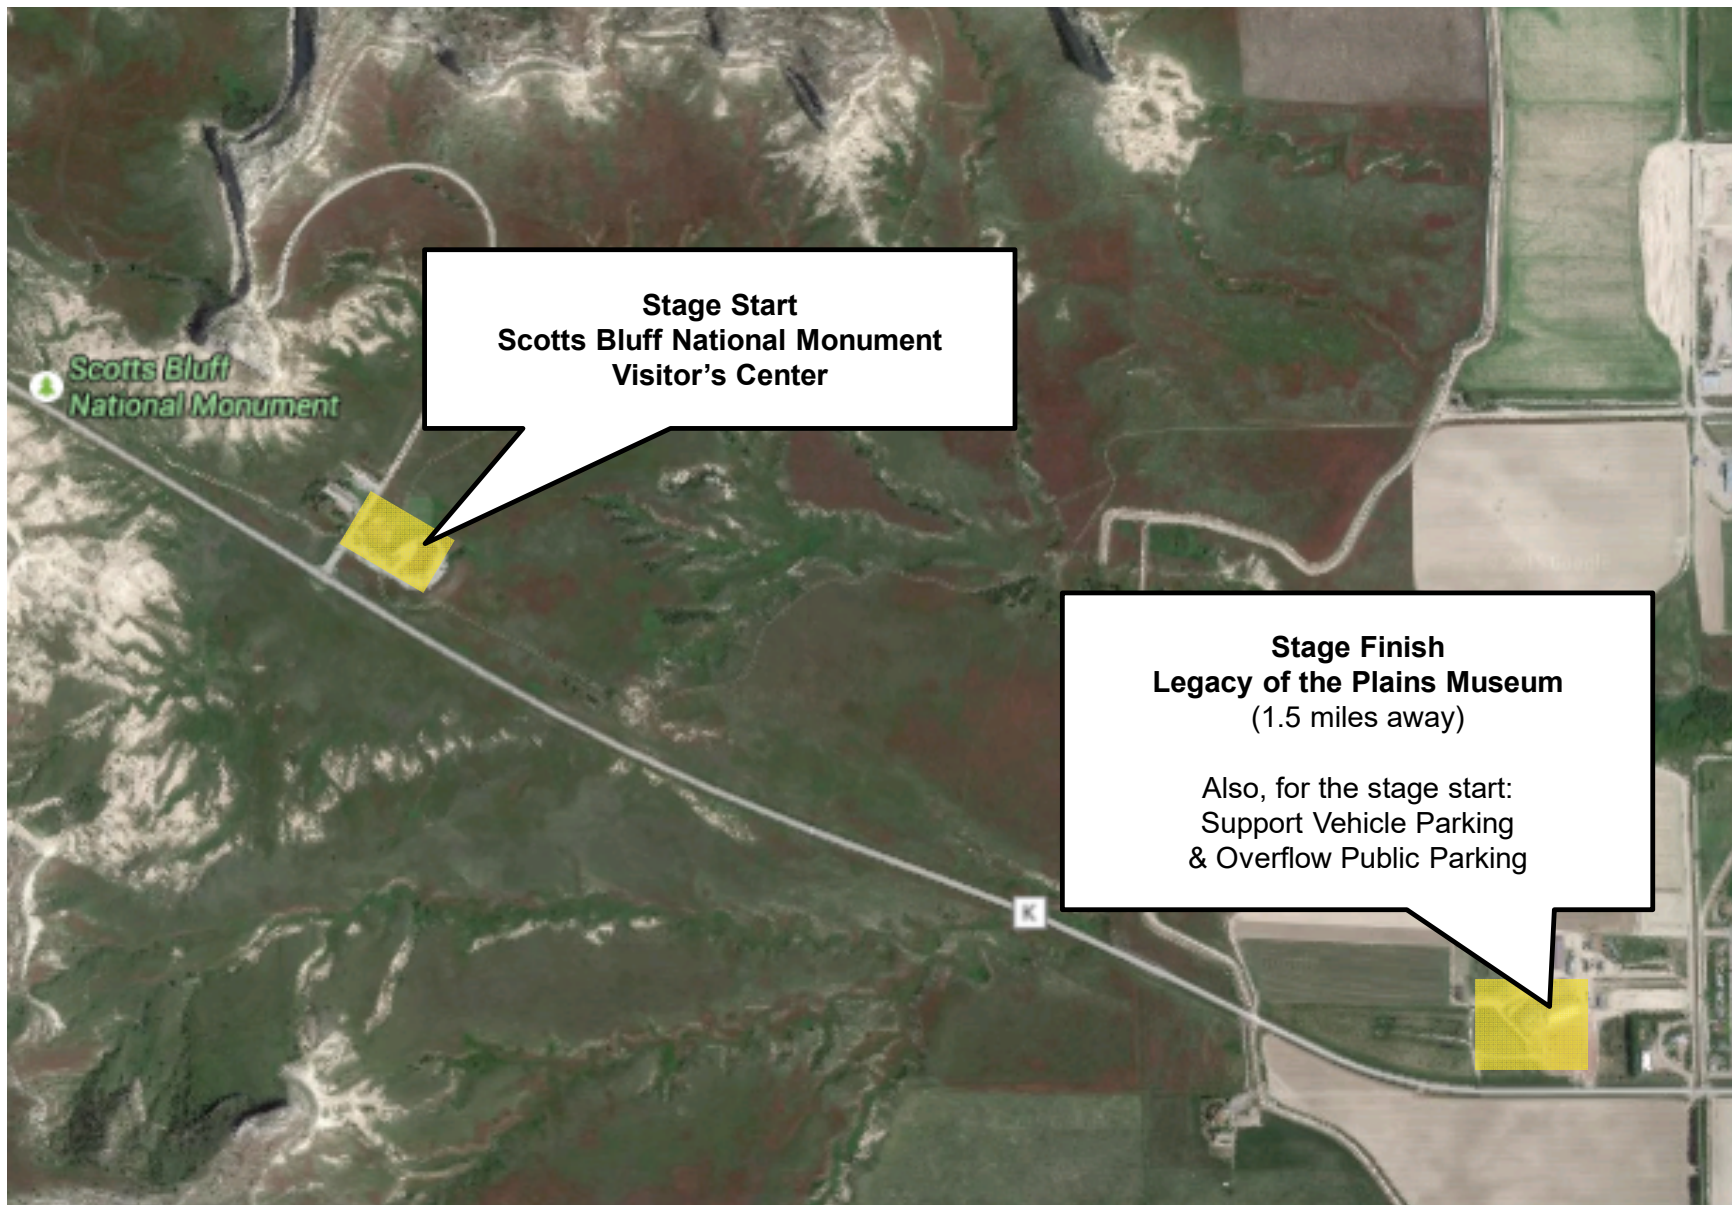 Stage Start
Scotts Bluff National Monument
Visitor's Center
Scotts Bluff
National Monument
Stage Finish
Legacy of the Plains Museum
(1.5 miles away)
Also, for the stage start:
Support Vehicle Parking
& Overflow Public Parking
K